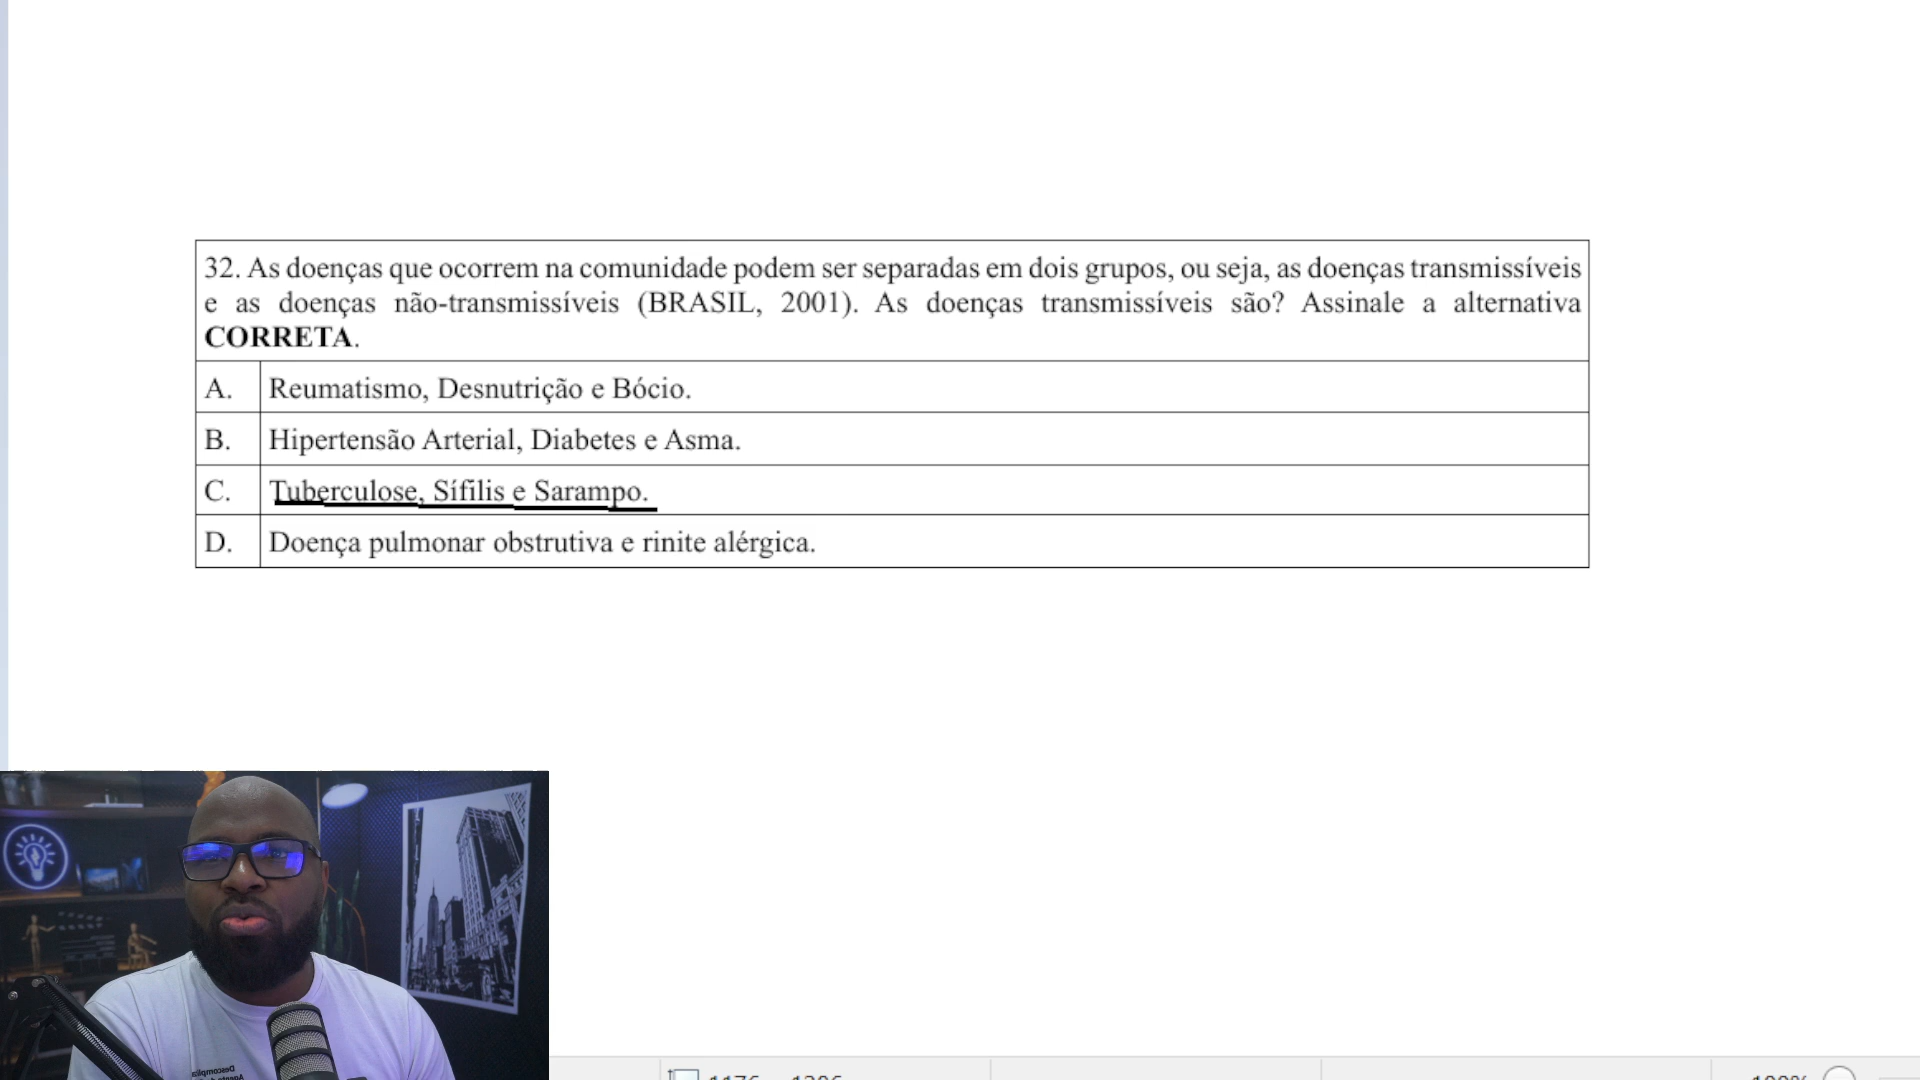 32. As doenças que ocorrem na comunidade podem ser separadas em dois grupos, ou seja, as doenças transmissíveis
e as doenças não-transmissíveis (BRASIL, 2001). As doenças transmissíveis são? Assinale a alternativa
CORRETA.
A. Reumatismo, Desnutrição e Bócio.
B. Hipertensão Arterial, Diabetes e Asma.
C. Tuberculose, Sífilis e Sarampo.
D. Doença pulmonar obstrutiva e rinite alérgica.
Descomplica